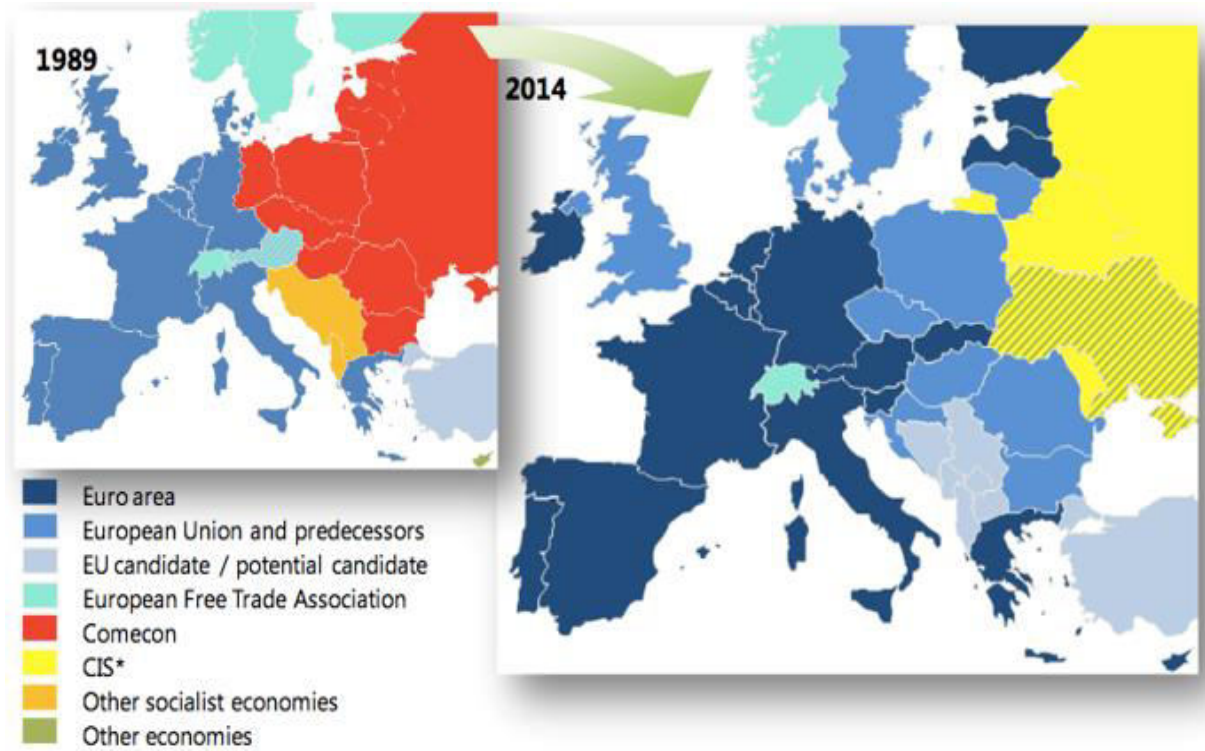 1989
2014
Euro area
European Union and predecessors
EU candidate / potential candidate
European Free Trade Association
Comecon
CIS*
Other socialist economies
Other economies